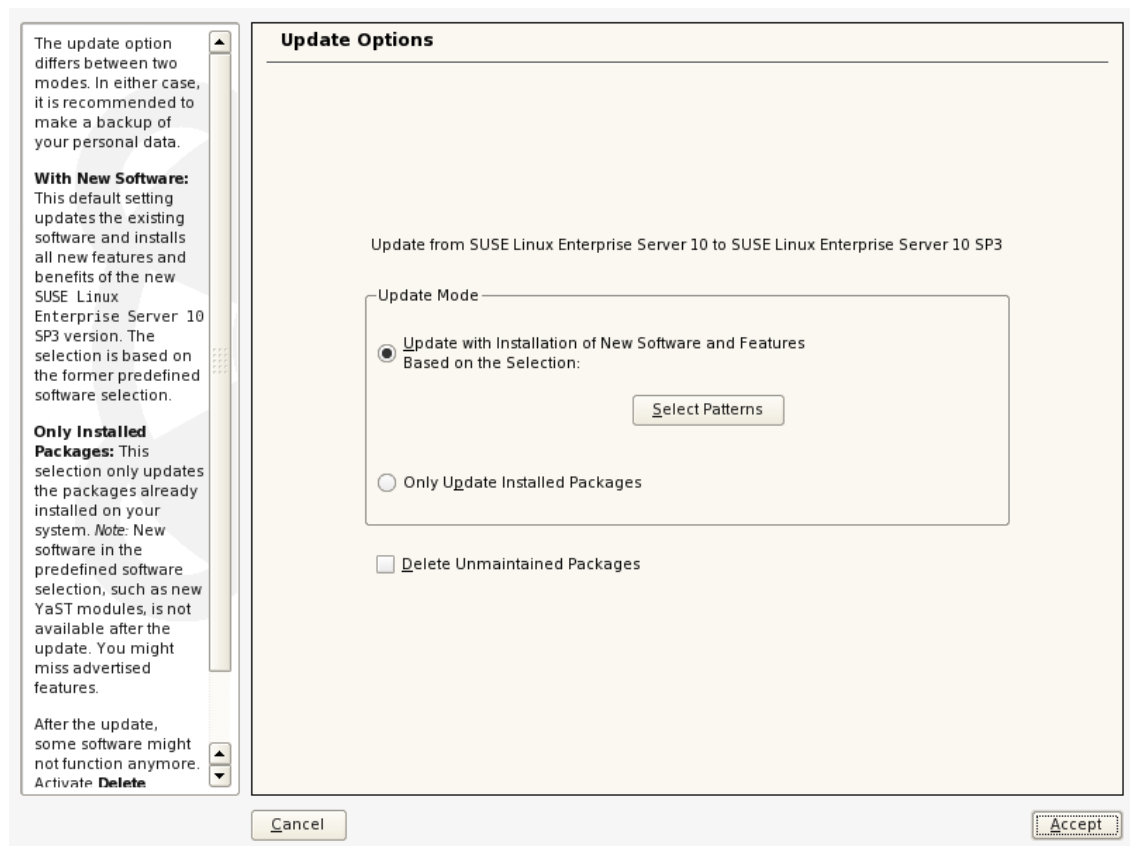 The update option
differs between two
modes. In either case,
it is recommended to
make a backup of
your personal data.
With New Software:
This default setting
updates the existing
software and installs
all new features and
benefits of the new
SUSE Linux
Enterprise Server 10
SP3 version. The
selection is based on
the former predefined
software selection.
Only Installed
Packages: This
selection only updates
the packages already
installed on your
system. Note: New
software in the
predefined software
selection, such as new
YaST modules, is not
available after the
update. You might
miss advertised
features.
After the update,
some software might
not function anymore.
Activate Delete
Update Options
Update from SUSE Linux Enterprise Server 10 to SUSE Linux Enterprise Server 10 SP3
Update Mode
Update with Installation of New Software and Features
Based on the Selection:
Select Patterns
Only Update Installed Packages
Delete Unmaintained Packages
Cancel
Accept